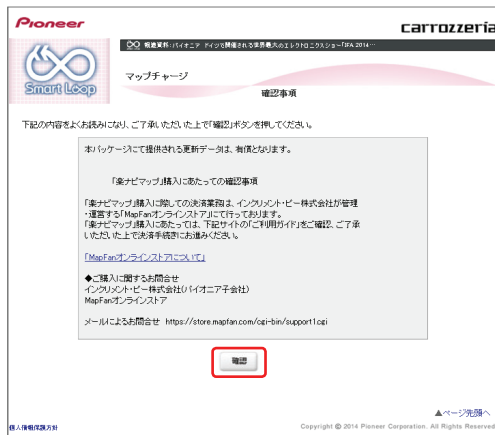 Pioneer
carrozzeria
報道資料:パイオニア ドイツで開催される世界最大のエレクトロニクスショー「IFA 2014…
Smart Loop
マップチャージ
確認事項
下記の内容をよくお読みになり、ご了承いただいた上で「確認」ボタンを押してください。
本パッケージにて提供される更新データは、有償となります。
「楽ナビマップ」購入にあたっての確認事項
「楽ナビマップ」購入に際しての決済業務は、インクリメント・ピー株式会社が管理
・運営する「MapFanオンラインストア」にて行っております。
「楽ナビマップ」購入にあたっては、下記サイトの「ご利用ガイド」をご確認、ご了承
いただいた上で決済手続きにお進みください。
「MapFanオンラインストアについて」
◆ご購入に関するお問合せ
インクリメント・ピー株式会社(パイオニア子会社)
MapFanオンラインストア
メールによるお問合せ https://store.mapfan.com/cgi-bin/support1.cgi
確認
▲ページ先頭へ
個人情報保護方針
Copyright © 2014 Pioneer Corporation. All Rights Reserved